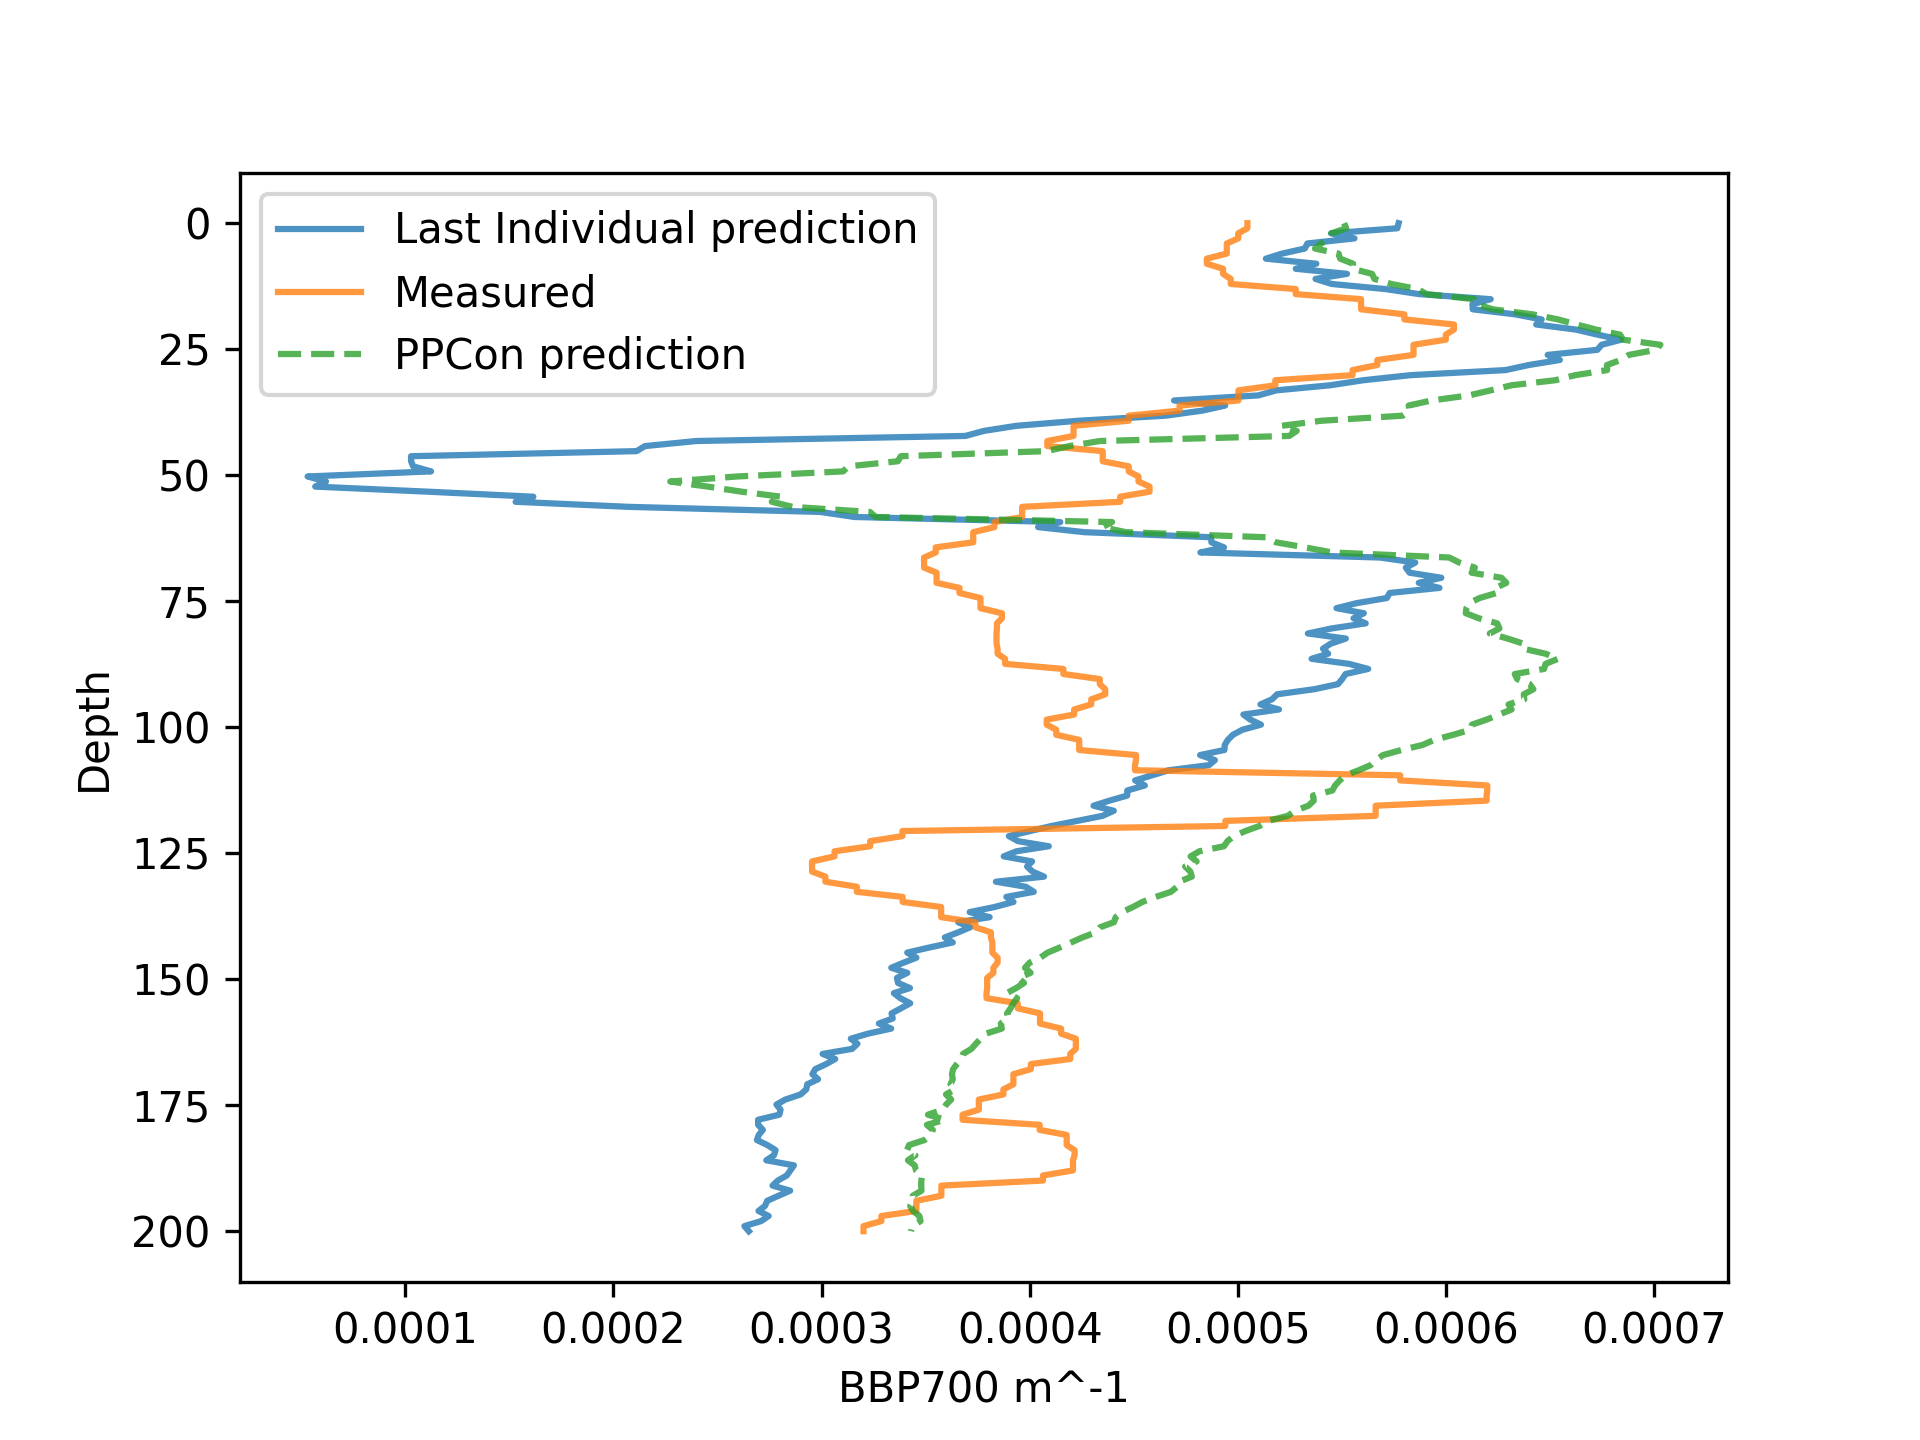 Last Individual prediction
Measured
PPCon prediction
0
25
50
75
100
125
150
175
200
Depth
0.0001 0.0002 0.0003 0.0004 0.0005 0.0006 0.0007
BBP700 m^-1